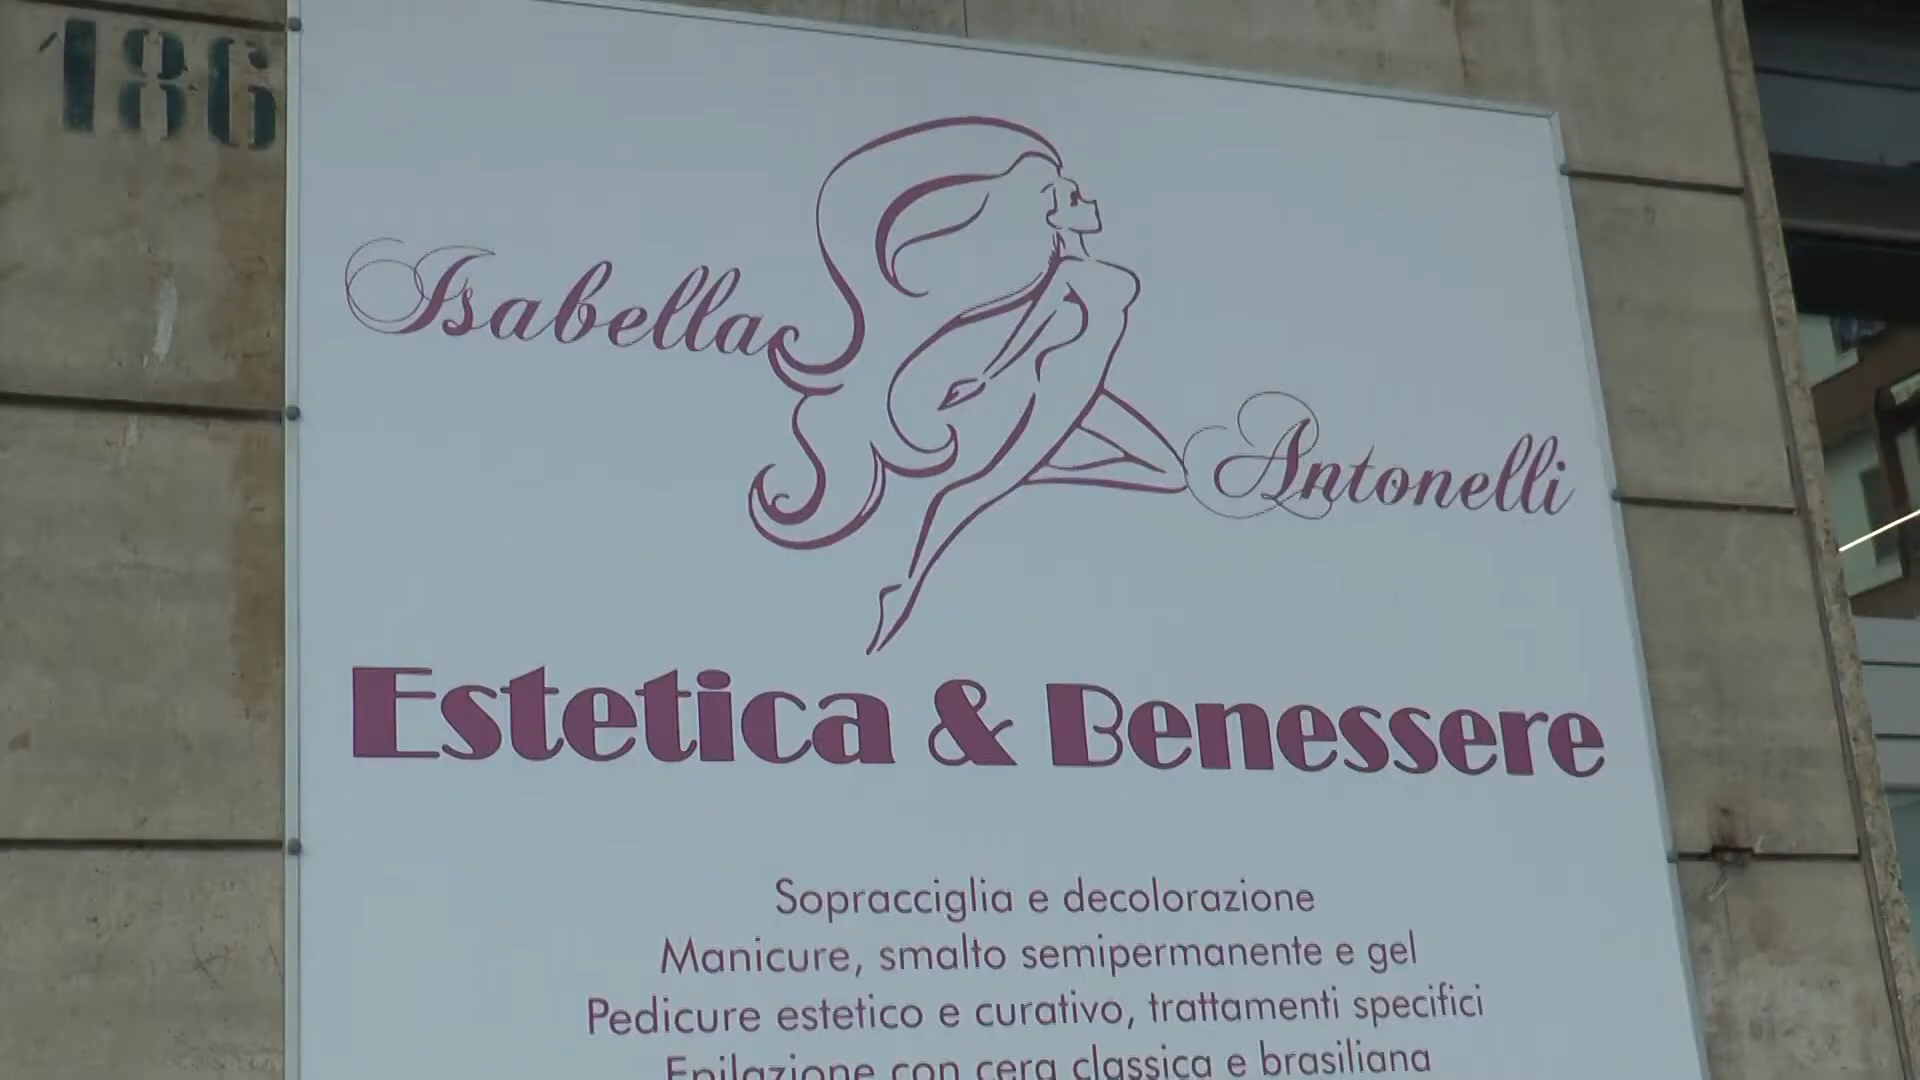 186
Isabella
Antonelli
Estetica & Benessere
Sopracciglia e decolorazione
Manicure, smalto semipermanente e gel
Pedicure estetico e curativo, trattamenti specifici
Epilazione con cera classica e brasiliana